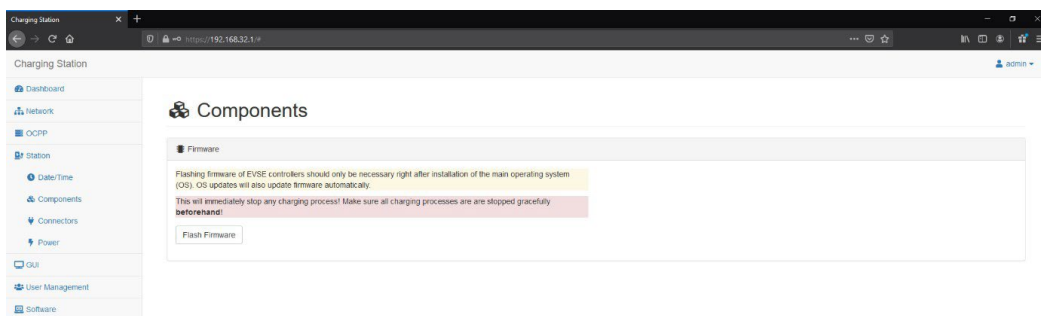 Charging Station
https://192.168.32.1/#
Charging Station
admin
Dashboard
Network
OCPP
Station
Date/Time
Components
Connectors
Power
GUI
User Management
Software
Components
Firmware
Flashing firmware of EVSE controllers should only be necessary right after installation of the main operating system
(OS). OS updates will also update firmware automatically.
This will immediately stop any charging process! Make sure all charging processes are are stopped gracefully
beforehand!
Flash Firmware